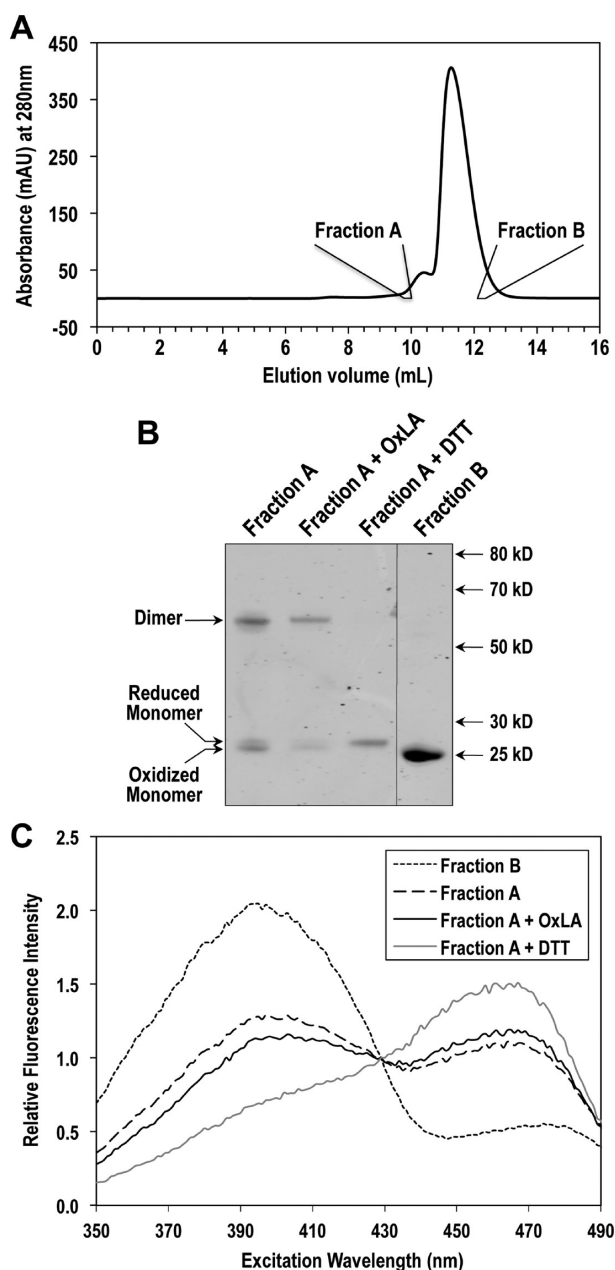 A
Absorbance (mAU) at 280nm
450
350
250
150
50
-50
Fraction A
Fraction B
0 2 4 6 8 10 12 14 16
Elution volume (mL)
B
Fraction A
Fraction A + OxLA
Fraction A + DTT
Fraction B
Dimer
Reduced
Monomer
Oxidized
Monomer
80 kD
70 kD
50 kD
30 kD
25 kD
C
Relative Fluorescence Intensity
2.5
2.0
1.5
1.0
0.5
0.0
Fraction B
Fraction A
Fraction A + OxLA
Fraction A + DTT
350 370 390 410 430 450 470 490
Excitation Wavelength (nm)